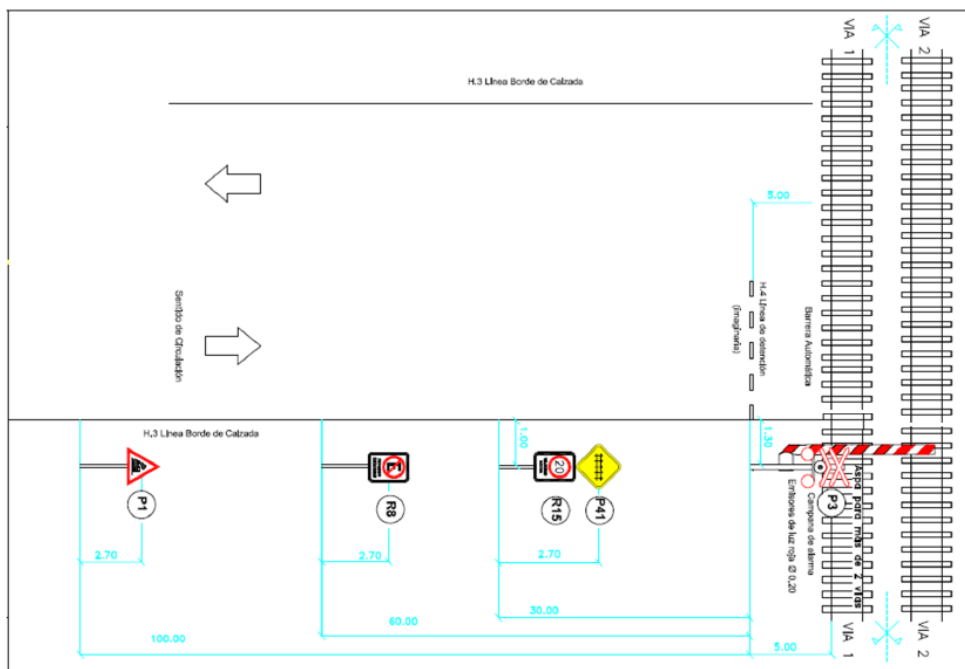 VIA 1
VIA 2
H.3 Línea Borde de Calzada
5.00
H.4 Línea de detención
(Imaginaria)
Barrera Automática
Sentido de Circulación
H.3 Línea Borde de Calzada
1.00
1.30
20
P1
R8
R15
P41
P3
Aspa para más de 2 vías
Campana de alarma
Emisores de luz roja Ø 0,20
2.70
2.70
2.70
30.00
60.00
100.00
5.00
VIA 1
VIA 2